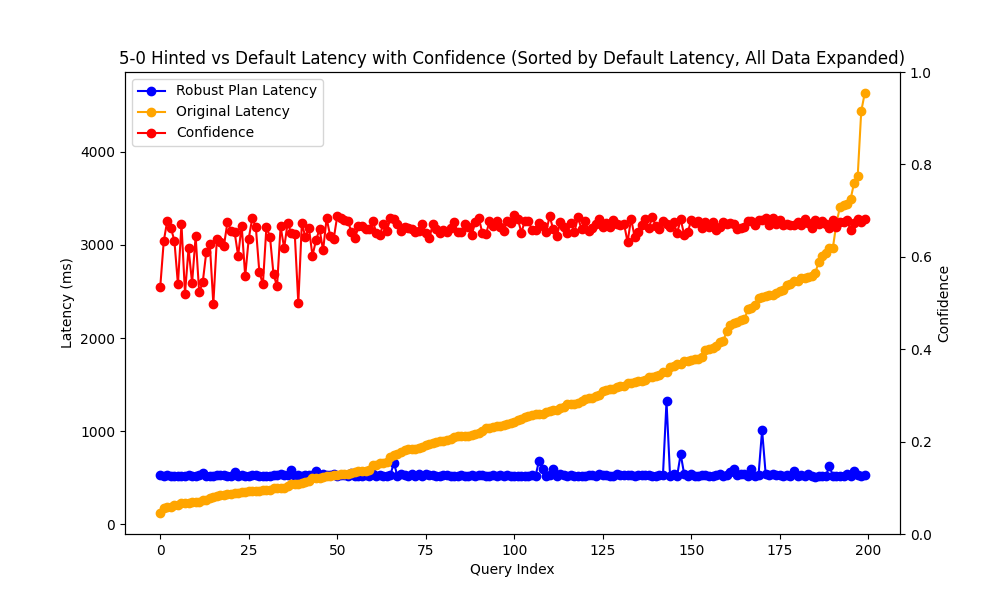 5-0 Hinted vs Default Latency with Confidence (Sorted by Default Latency, All Data Expanded)
Robust Plan Latency
Original Latency
Confidence
Latency (ms)
4000
3000
2000
1000
0
1.0
0.8
0.6
0.4
0.2
0.0
Confidence
0 25 50 75 100 125 150 175 200
Query Index